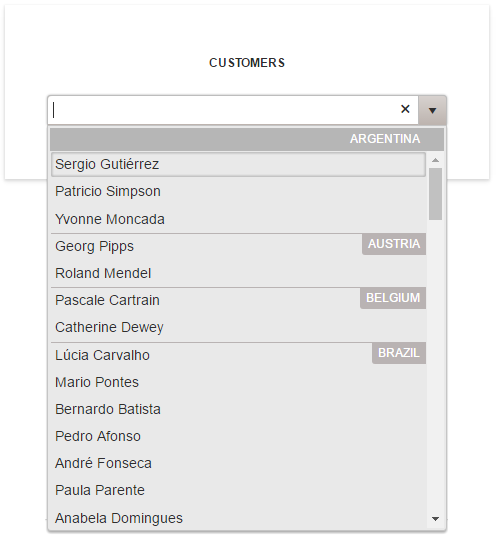 CUSTOMERS
ARGENTINA
Sergio Gutiérrez
Patricio Simpson
Yvonne Moncada
Georg Pipps AUSTRIA
Roland Mendel
Pascale Cartrain BELGIUM
Catherine Dewey
Lúcia Carvalho BRAZIL
Mario Pontes
Bernardo Batista
Pedro Afonso
André Fonseca
Paula Parente
Anabela Domingues